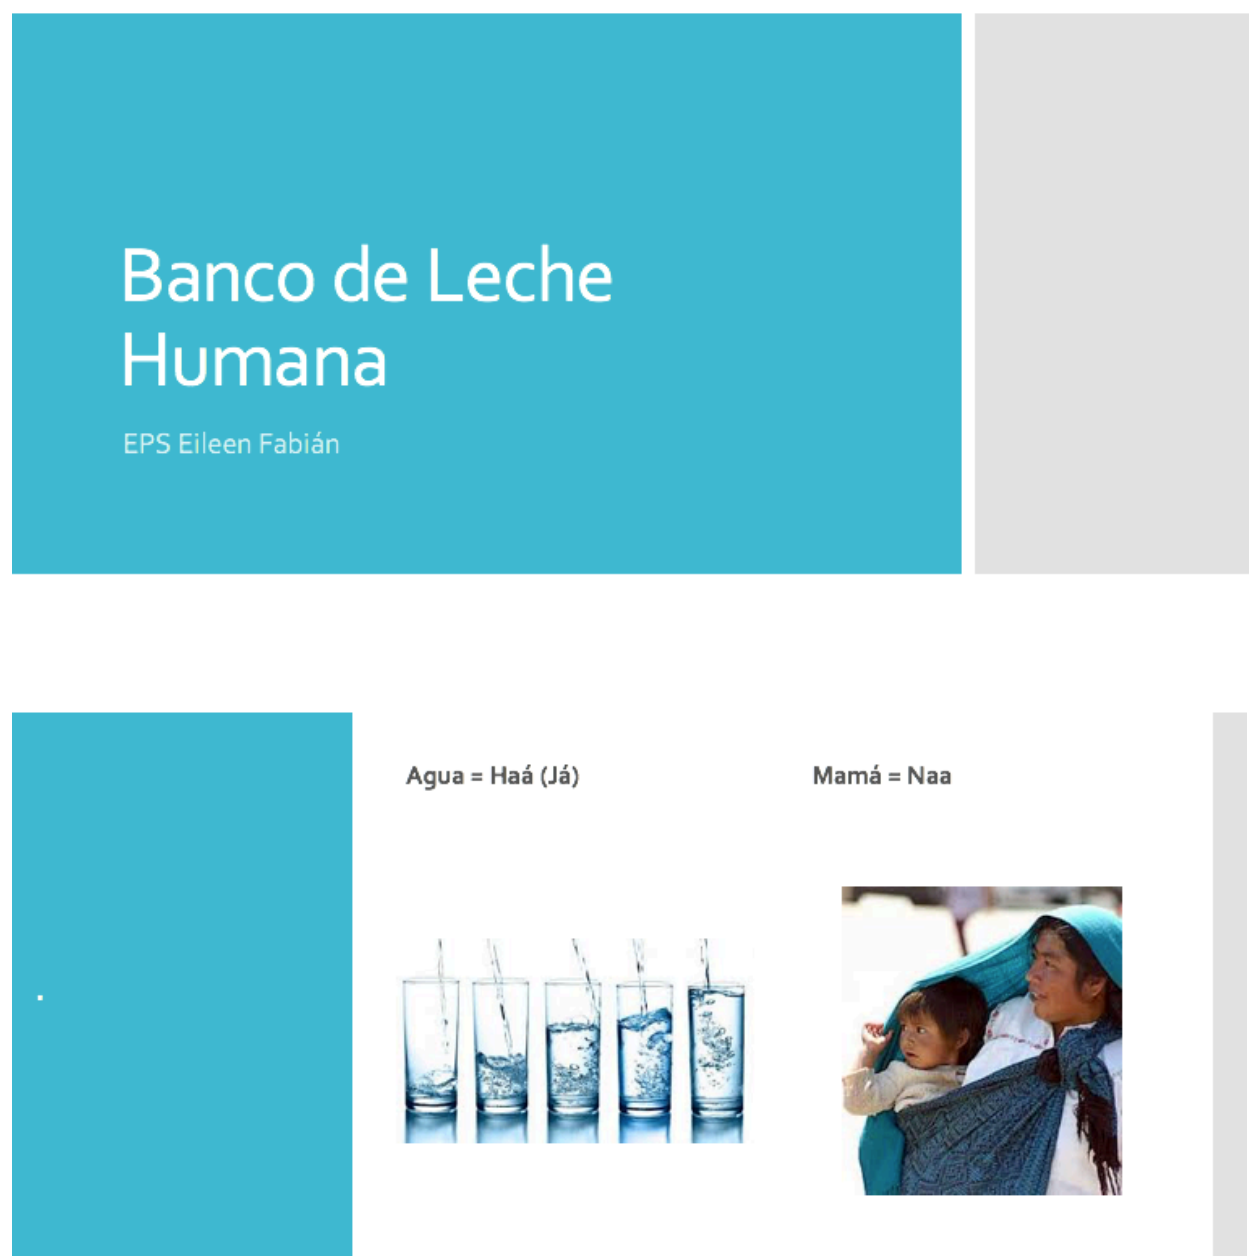 Banco de Leche
Humana
EPS Eileen Fabián
Agua = Haá (Já)
Mamá = Naa